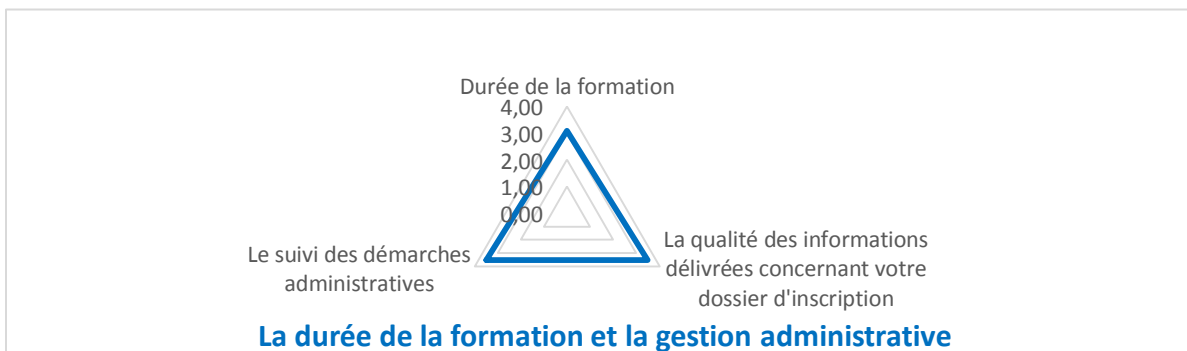 Durée de la formation
4,00
3,00
2,00
1,00
0,00
Le suivi des démarches
administratives
La qualité des informations
délivrées concernant votre
dossier d'inscription
La durée de la formation et la gestion administrative